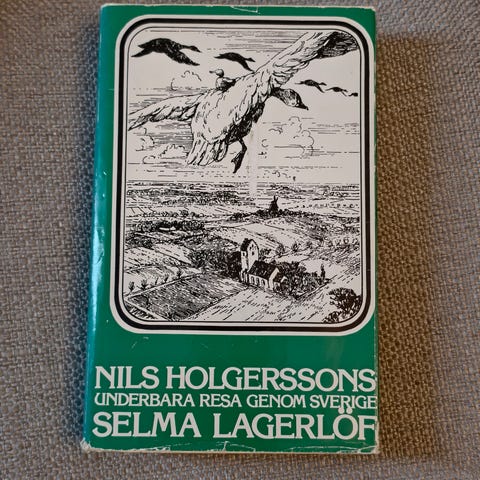 NILS HOLGERSSONS
UNDERBARA RESA GENOM SVERIGE
SELMA LAGERLÖF